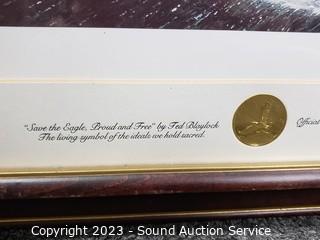 "Save the Eagle, Proud and Free" by Ted Blaylock
The living symbol of the ideals we hold sacred.
Official
Copyright 2023 - Sound Auction Service